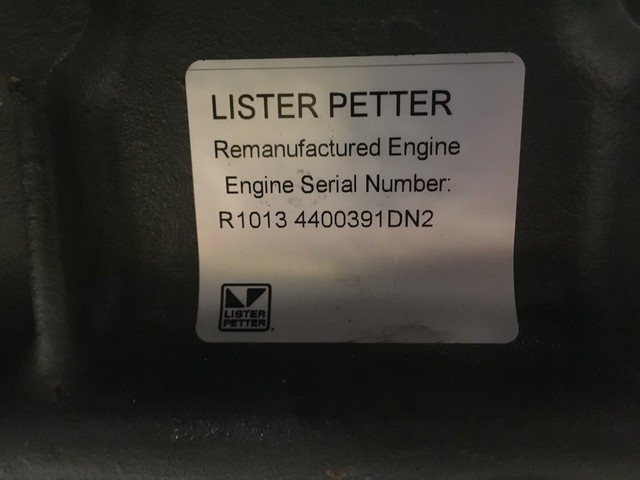 LISTER PETTER
Remanufactured Engine
Engine Serial Number:
R1013 4400391DN2
LISTER
PETTER